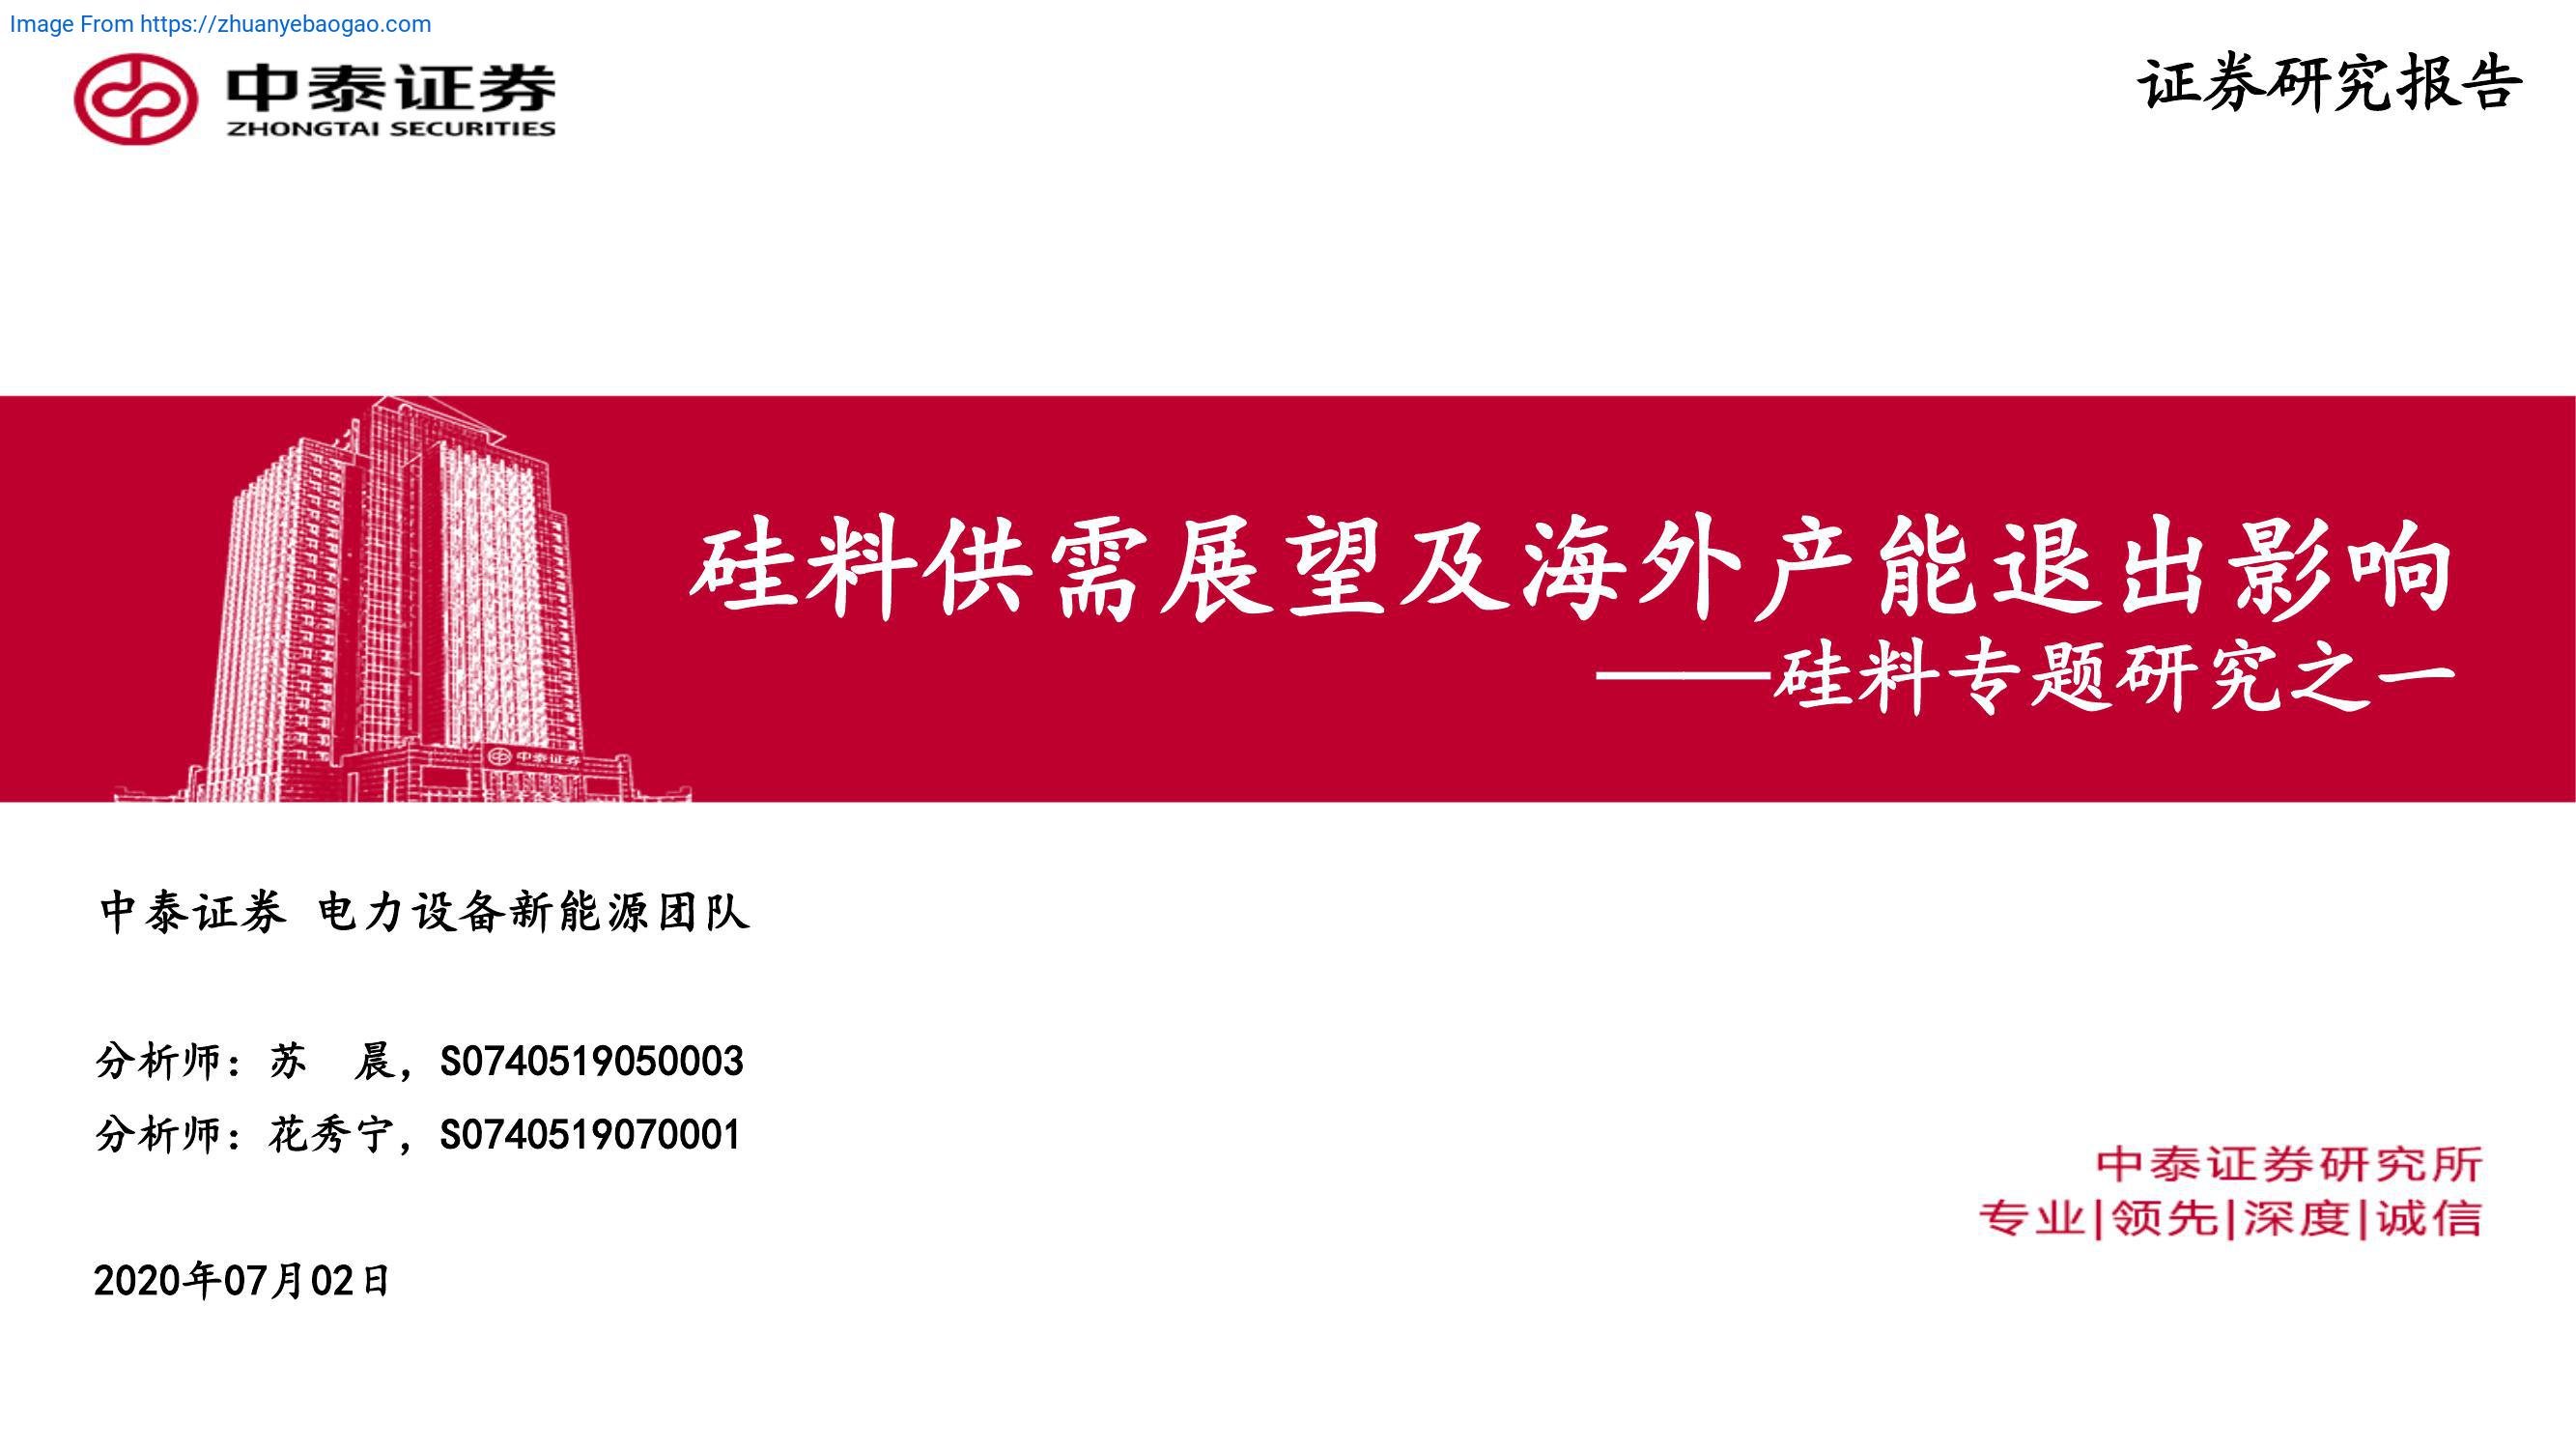 Image From https://zhuanyebaogao.com
中泰证券
ZHONGTAI SECURITIES
证券研究报告
硅料供需展望及海外产能退出影响
——硅料专题研究之一
中泰证券
中泰证券 电力设备新能源团队
分析师：苏　晨，S0740519050003
分析师：花秀宁，S0740519070001
中泰证券研究所
专业|领先|深度|诚信
2020年07月02日